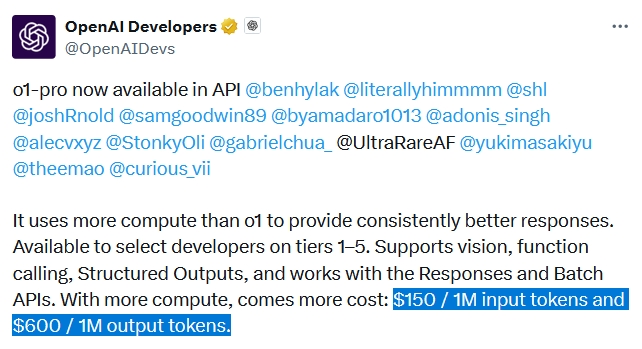 OpenAI Developers
@OpenAIDevs
o1-pro now available in API @benhylak @literallyhimmmm @shl
@joshRnold @samgoodwin89 @byamadaro1013 @adonis_singh
@alecvxyz @StonkyOli @gabrielchua_ @UltraRareAF @yukimasakiyu
@theemao @curious_vii
It uses more compute than o1 to provide consistently better responses.
Available to select developers on tiers 1–5. Supports vision, function
calling, Structured Outputs, and works with the Responses and Batch
APIs. With more compute, comes more cost: $150 / 1M input tokens and
$600 / 1M output tokens.